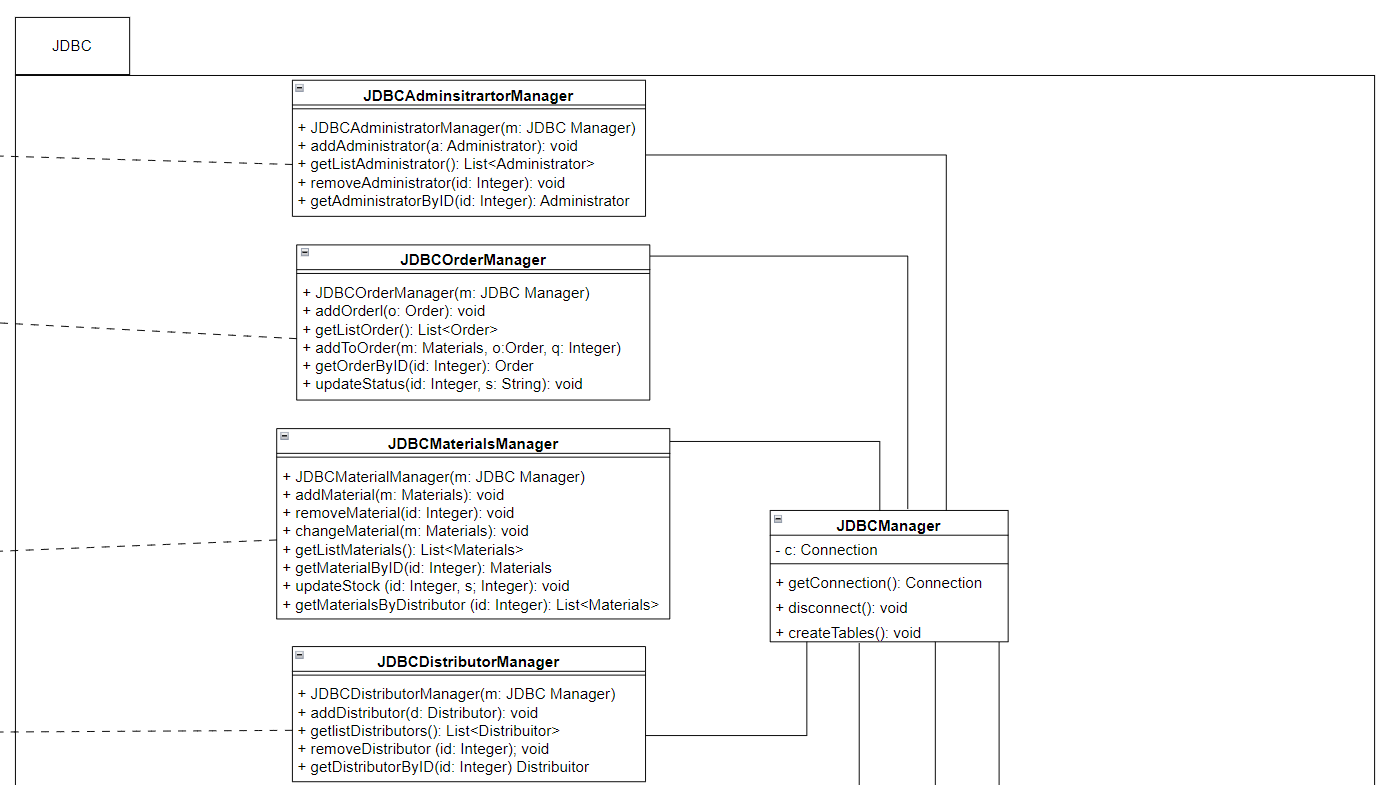 JDBC
JDBCAdminsitrartorManager
+ JDBCAdministratorManager(m: JDBC Manager)
+ addAdministrator(a: Administrator): void
+ getListAdministrator(): List<Administrator>
+ removeAdministrator(id: Integer): void
+ getAdministratorByID(id: Integer): Administrator
JDBCOrderManager
+ JDBCOrderManager(m: JDBC Manager)
+ addOrderl(o: Order): void
+ getListOrder(): List<Order>
+ addToOrder(m: Materials, o:Order, q: Integer)
+ getOrderByID(id: Integer): Order
+ updateStatus(id: Integer, s: String): void
JDBCMaterialsManager
+ JDBCMaterialManager(m: JDBC Manager)
+ addMaterial(m: Materials): void
+ removeMaterial(id: Integer): void
+ changeMaterial(m: Materials): void
+ getListMaterials(): List<Materials>
+ getMaterialByID(id: Integer): Materials
+ updateStock (id: Integer, s; Integer): void
+ getMaterialsByDistributor (id: Integer): List<Materials>
JDBCManager
- c: Connection
+ getConnection(): Connection
+ disconnect(): void
+ createTables(): void
JDBCDistributorManager
+ JDBCDistributorManager(m: JDBC Manager)
+ addDistributor(d: Distributor): void
+ getlistDistributors(): List<Distribuitor>
+ removeDistributor (id: Integer); void
+ getDistributorByID(id: Integer) Distribuitor